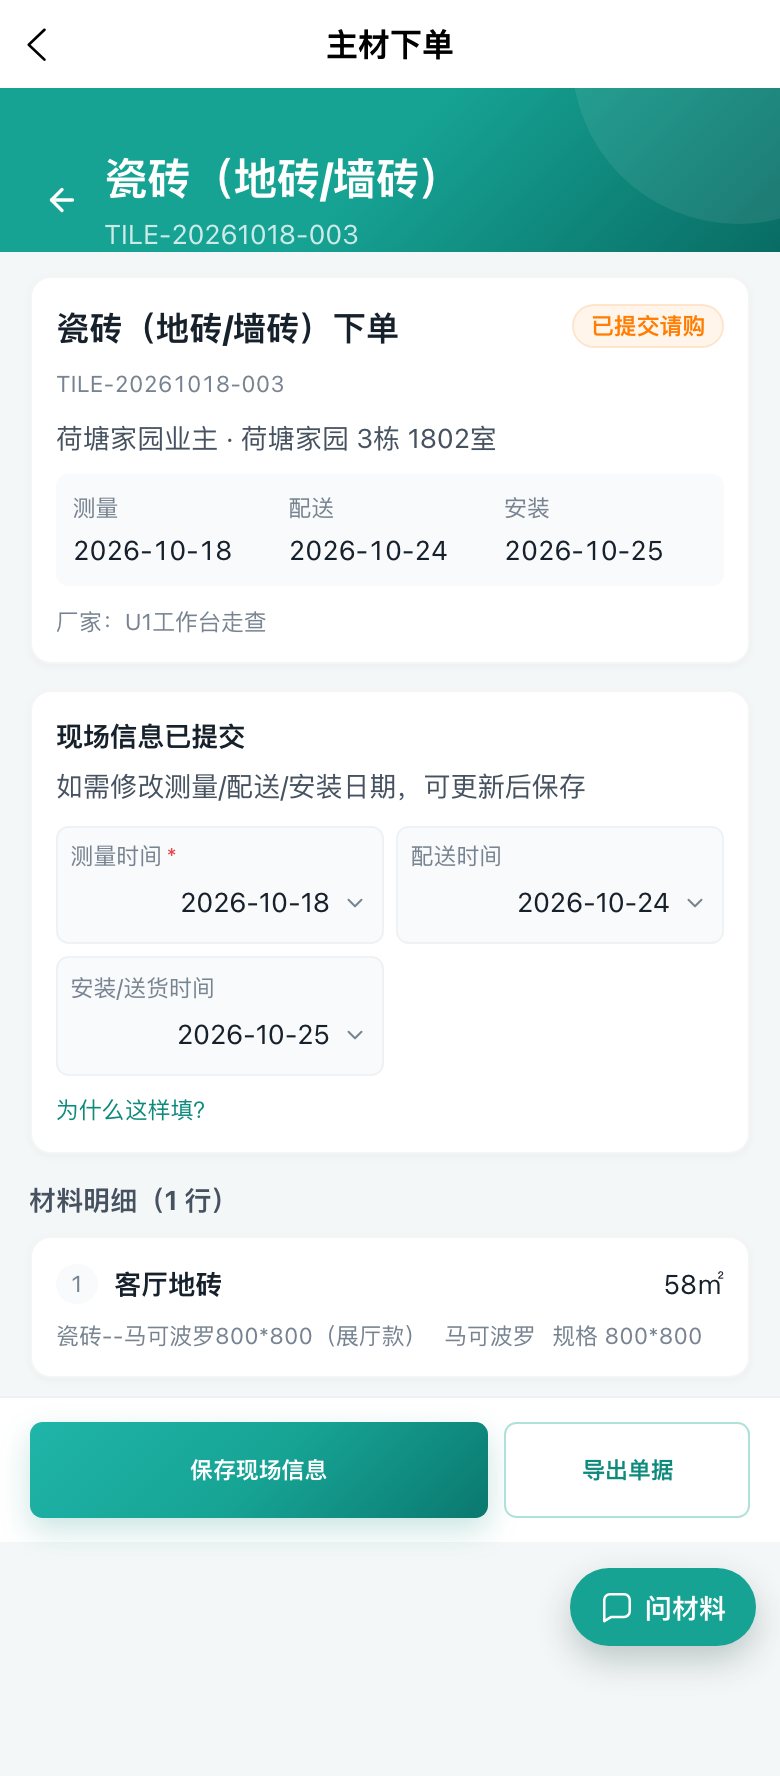 主材下单
瓷砖（地砖/墙砖）
TILE-20261018-003
瓷砖（地砖/墙砖）下单
已提交请购
TILE-20261018-003
荷塘家园业主 · 荷塘家园 3栋 1802室
测量 配送 安装
2026-10-18 2026-10-24 2026-10-25
厂家：U1工作台走查
现场信息已提交
如需修改测量/配送/安装日期，可更新后保存
测量时间 *
2026-10-18
配送时间
2026-10-24
安装/送货时间
2026-10-25
为什么这样填?
材料明细（1 行）
1 客厅地砖 58㎡
瓷砖--马可波罗800*800（展厅款） 马可波罗 规格 800*800
保存现场信息 导出单据
问材料